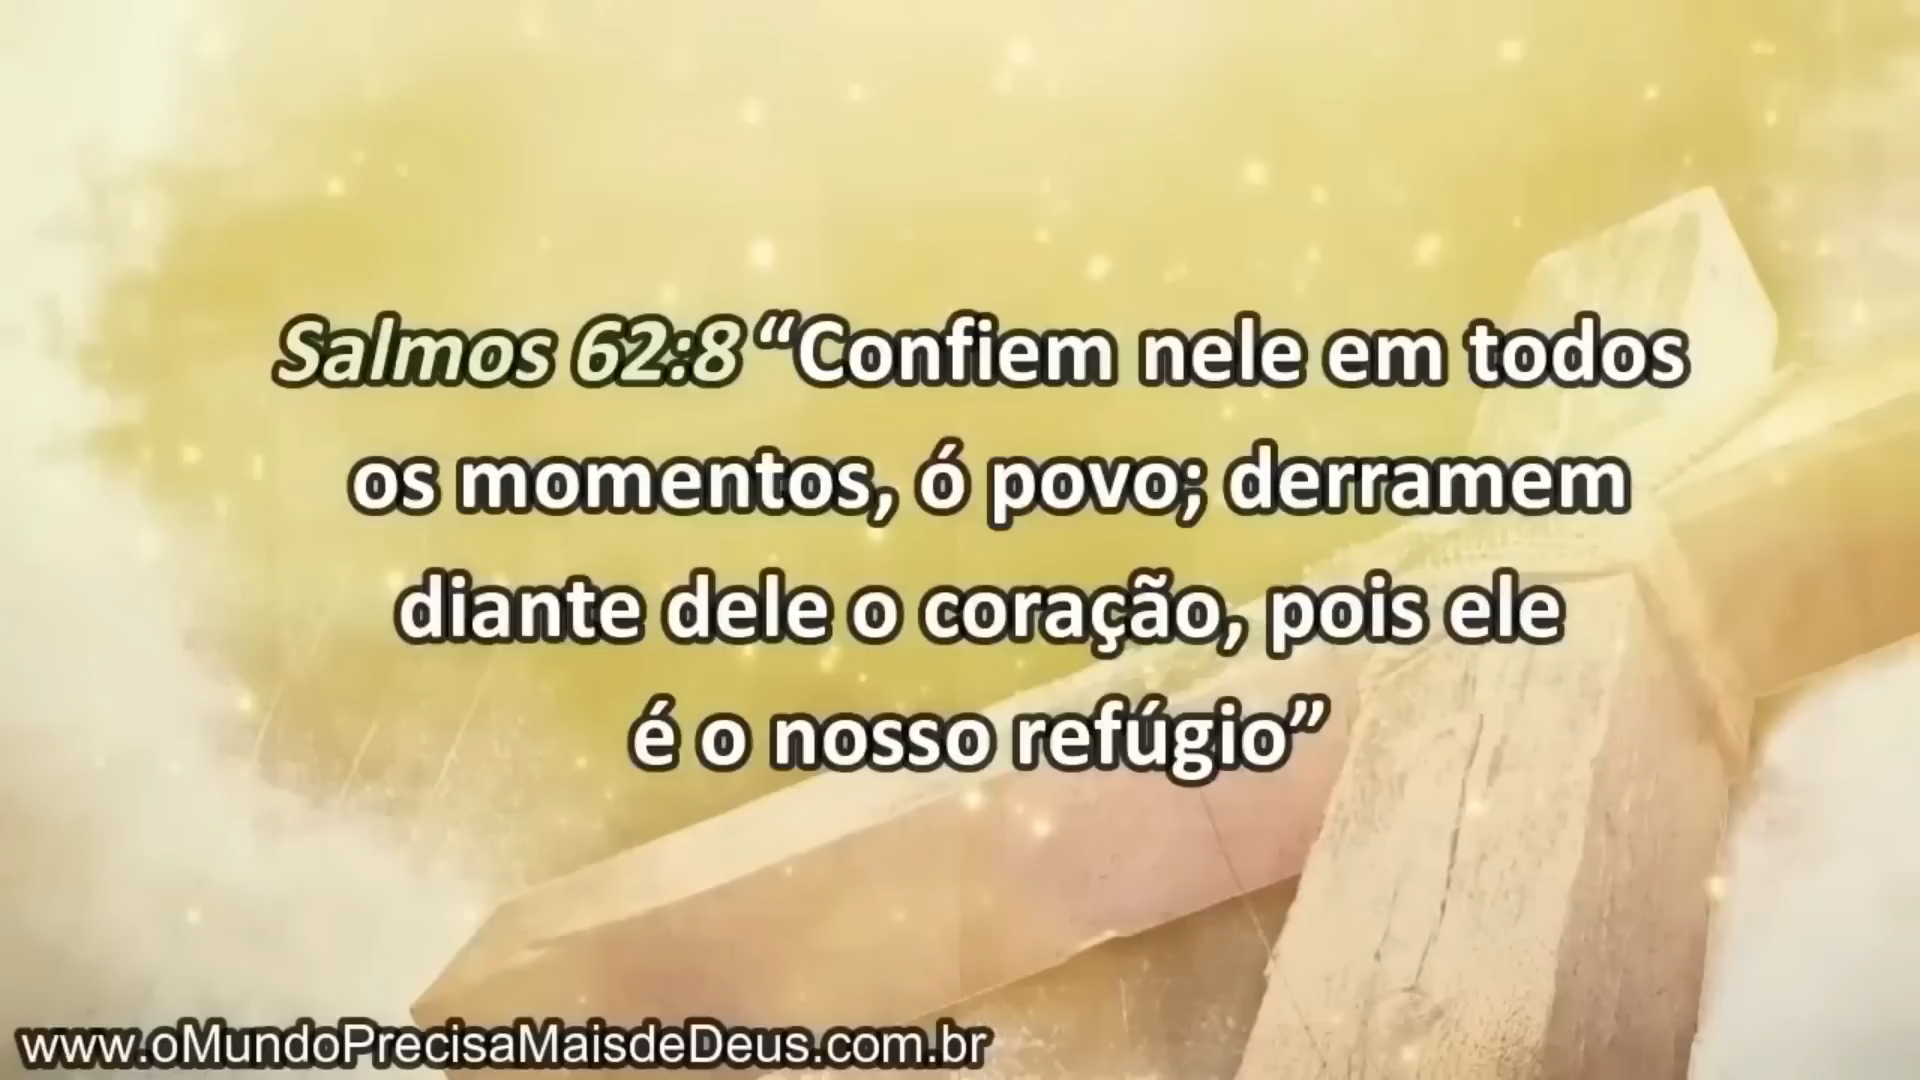 Salmos 62:8 “Confiem nele em todos
os momentos, ó povo; derramem
diante dele o coração, pois ele
é o nosso refúgio”
www.oMundoPrecisaMaisdeDeus.com.br